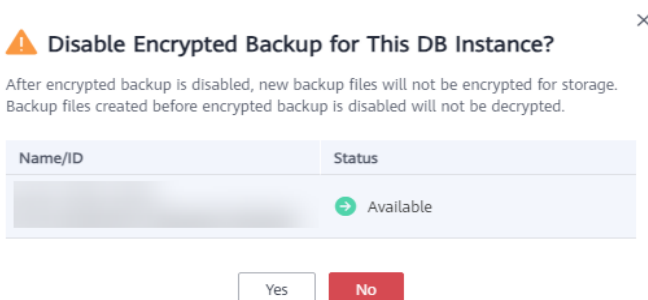 Disable Encrypted Backup for This DB Instance?
After encrypted backup is disabled, new backup files will not be encrypted for storage.
Backup files created before encrypted backup is disabled will not be decrypted.
Name/ID Status
Available
Yes No